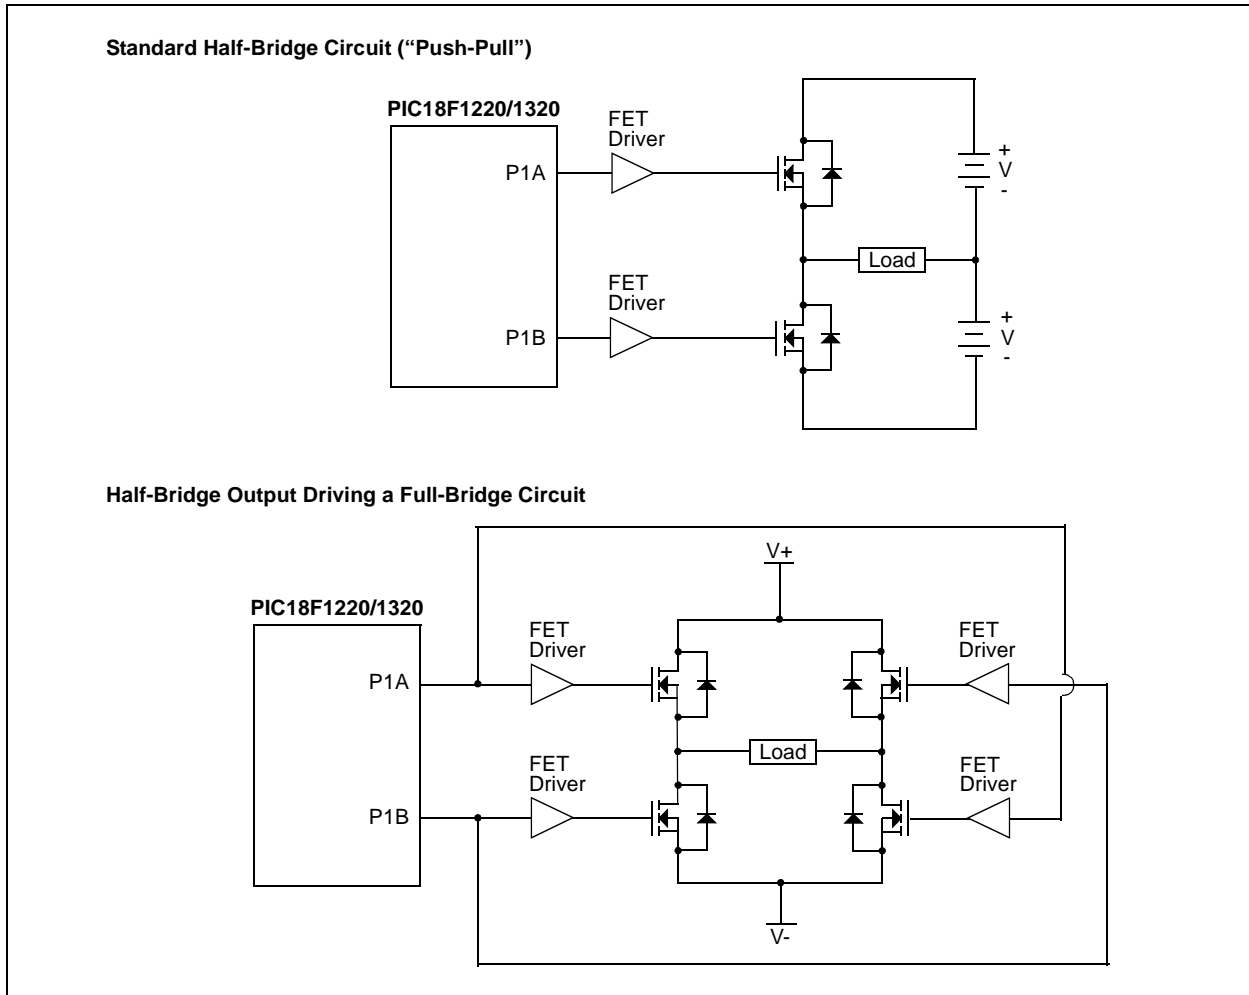 Standard Half-Bridge Circuit (“Push-Pull”)
PIC18F1220/1320
FET
Driver
P1A
+
V
-
Load
FET
Driver
P1B
+
V
-
Half-Bridge Output Driving a Full-Bridge Circuit
V+
PIC18F1220/1320
FET
Driver
FET
Driver
P1A
Load
FET
Driver
FET
Driver
P1B
V-